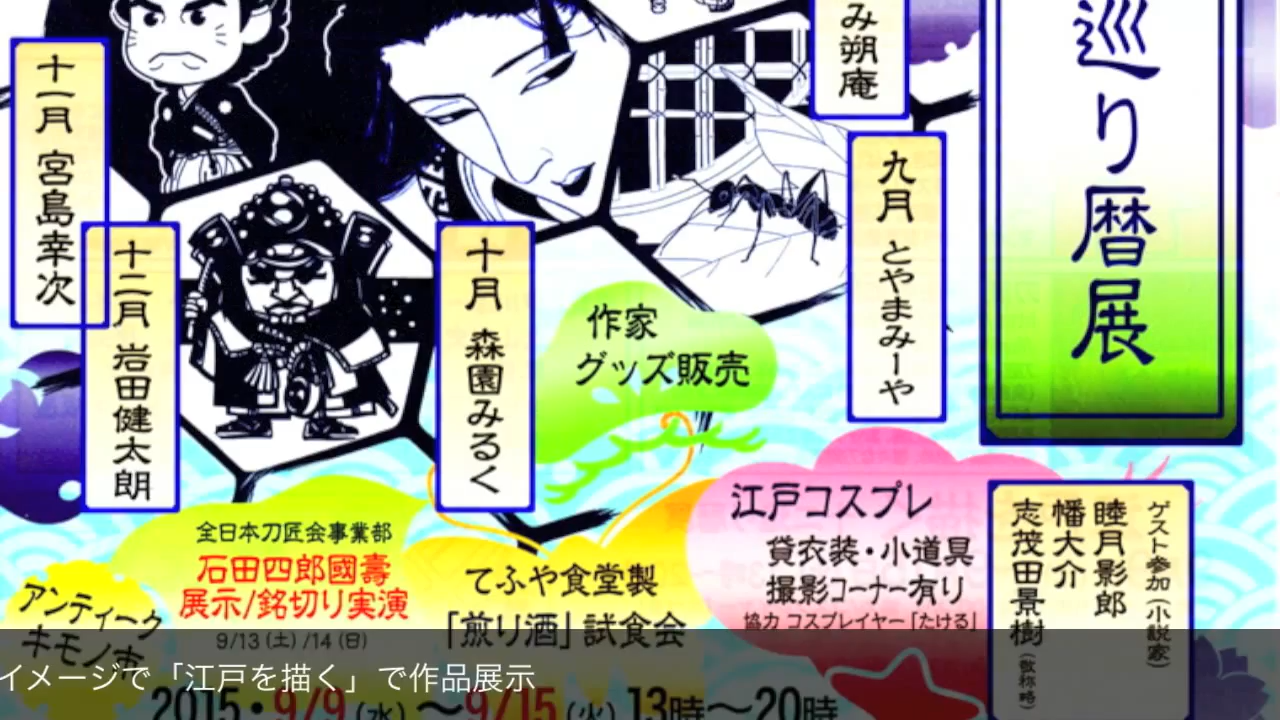 巡り暦展
み朔庵
九月 とやまみーや
十月 森園みるく
十一月 宮島幸次
十二月 岩田健太朗
作家
グッズ販売
江戸コスプレ
貸衣装・小道具
撮影コーナー有り
協力 コスプレイヤー「たける」
ゲスト参加(小説家)
睦月影郎
幡大介
志茂田景樹
(敬称略)
全日本刀匠会事業部
石田四郎國壽
展示/銘切り実演
9/13(土)/14(日)
てふや食堂製
「煎り酒」試食会
アンティーク
キモノ市
イメージで「江戸を描く」で作品展示
2015・9/9(水)〜9/15(火) 13時〜20時